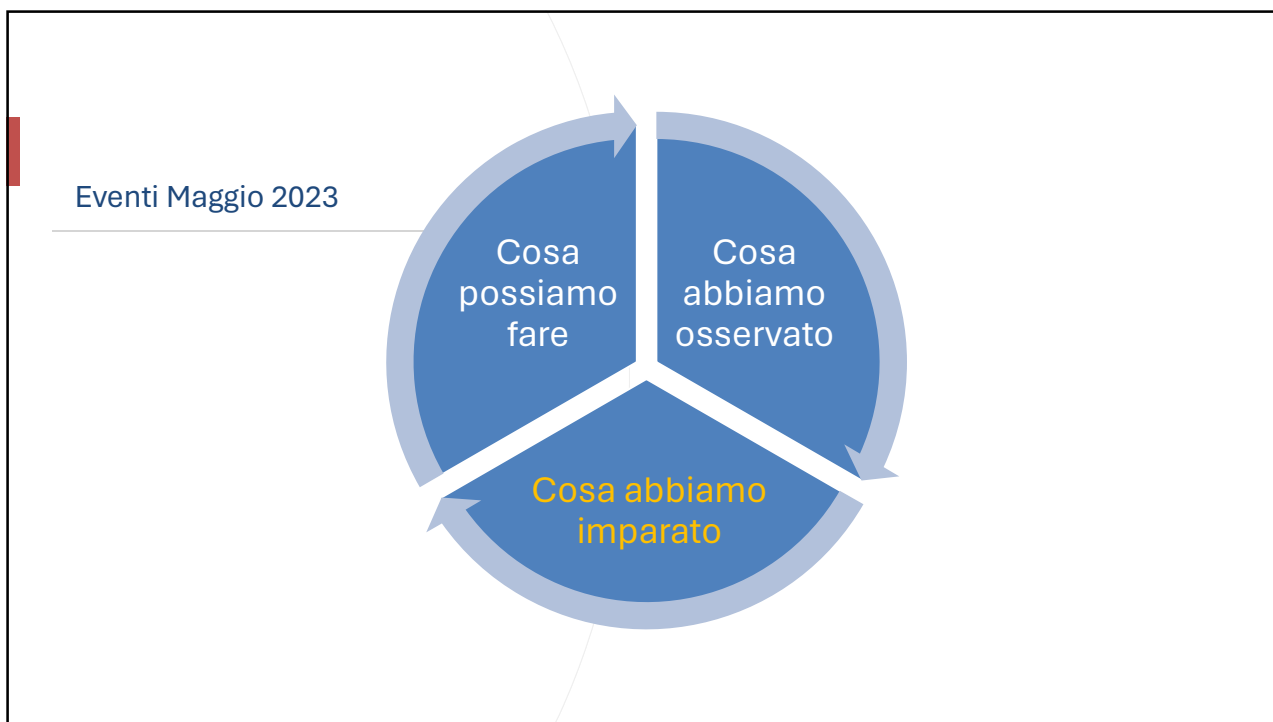 Eventi Maggio 2023
Cosa
possiamo
fare
Cosa
abbiamo
osservato
Cosa abbiamo
imparato